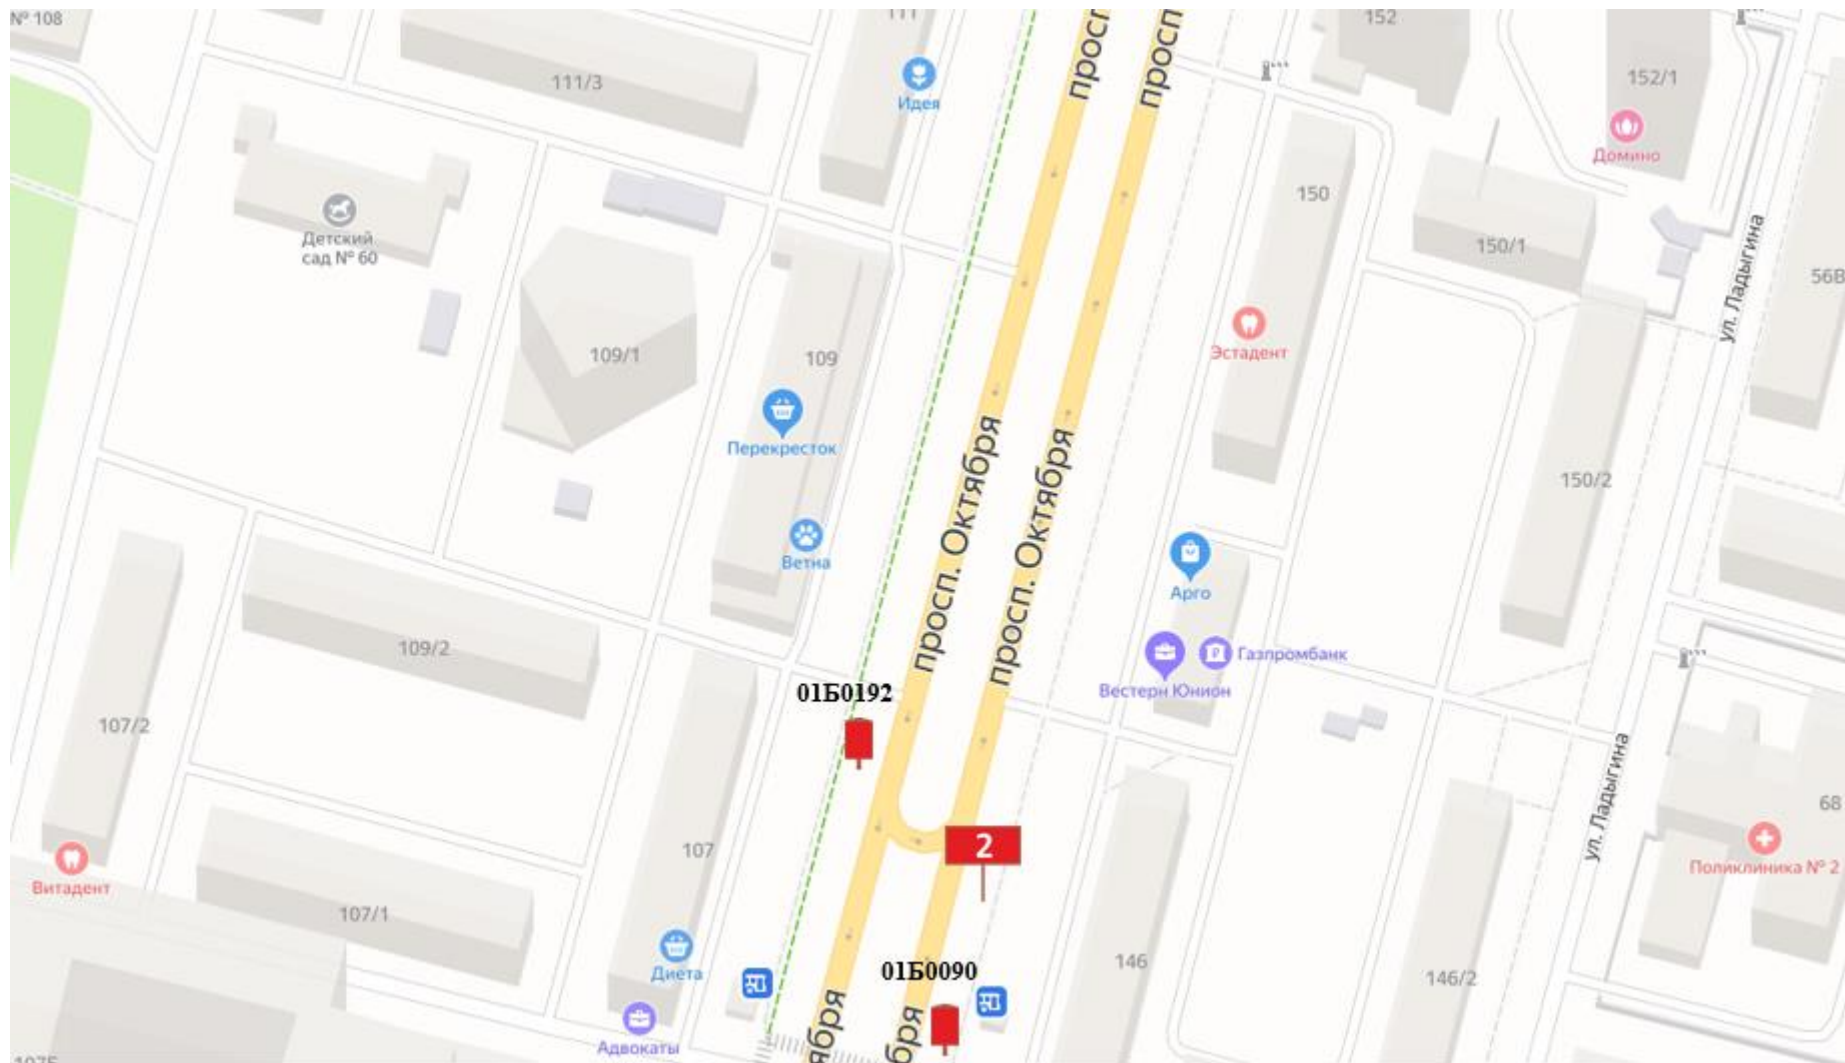 № 108
111
152
просп
просп
111/3
152/1
Идея
Домино
150
Детский
сад № 60
150/1
ул. Ладыгина
56В
109/1
109
Эстадент
Перекресток
просп. Октября
просп. Октября
150/2
Ветна
Арго
109/2
Газпромбанк
Вестерн Юнион
01Б0192
107/2
ул. Ладыгина
68
2
107
Поликлиника № 2
Витадент
107/1
Диета
01Б0090
146
146/2
ября
бря
Адвокаты